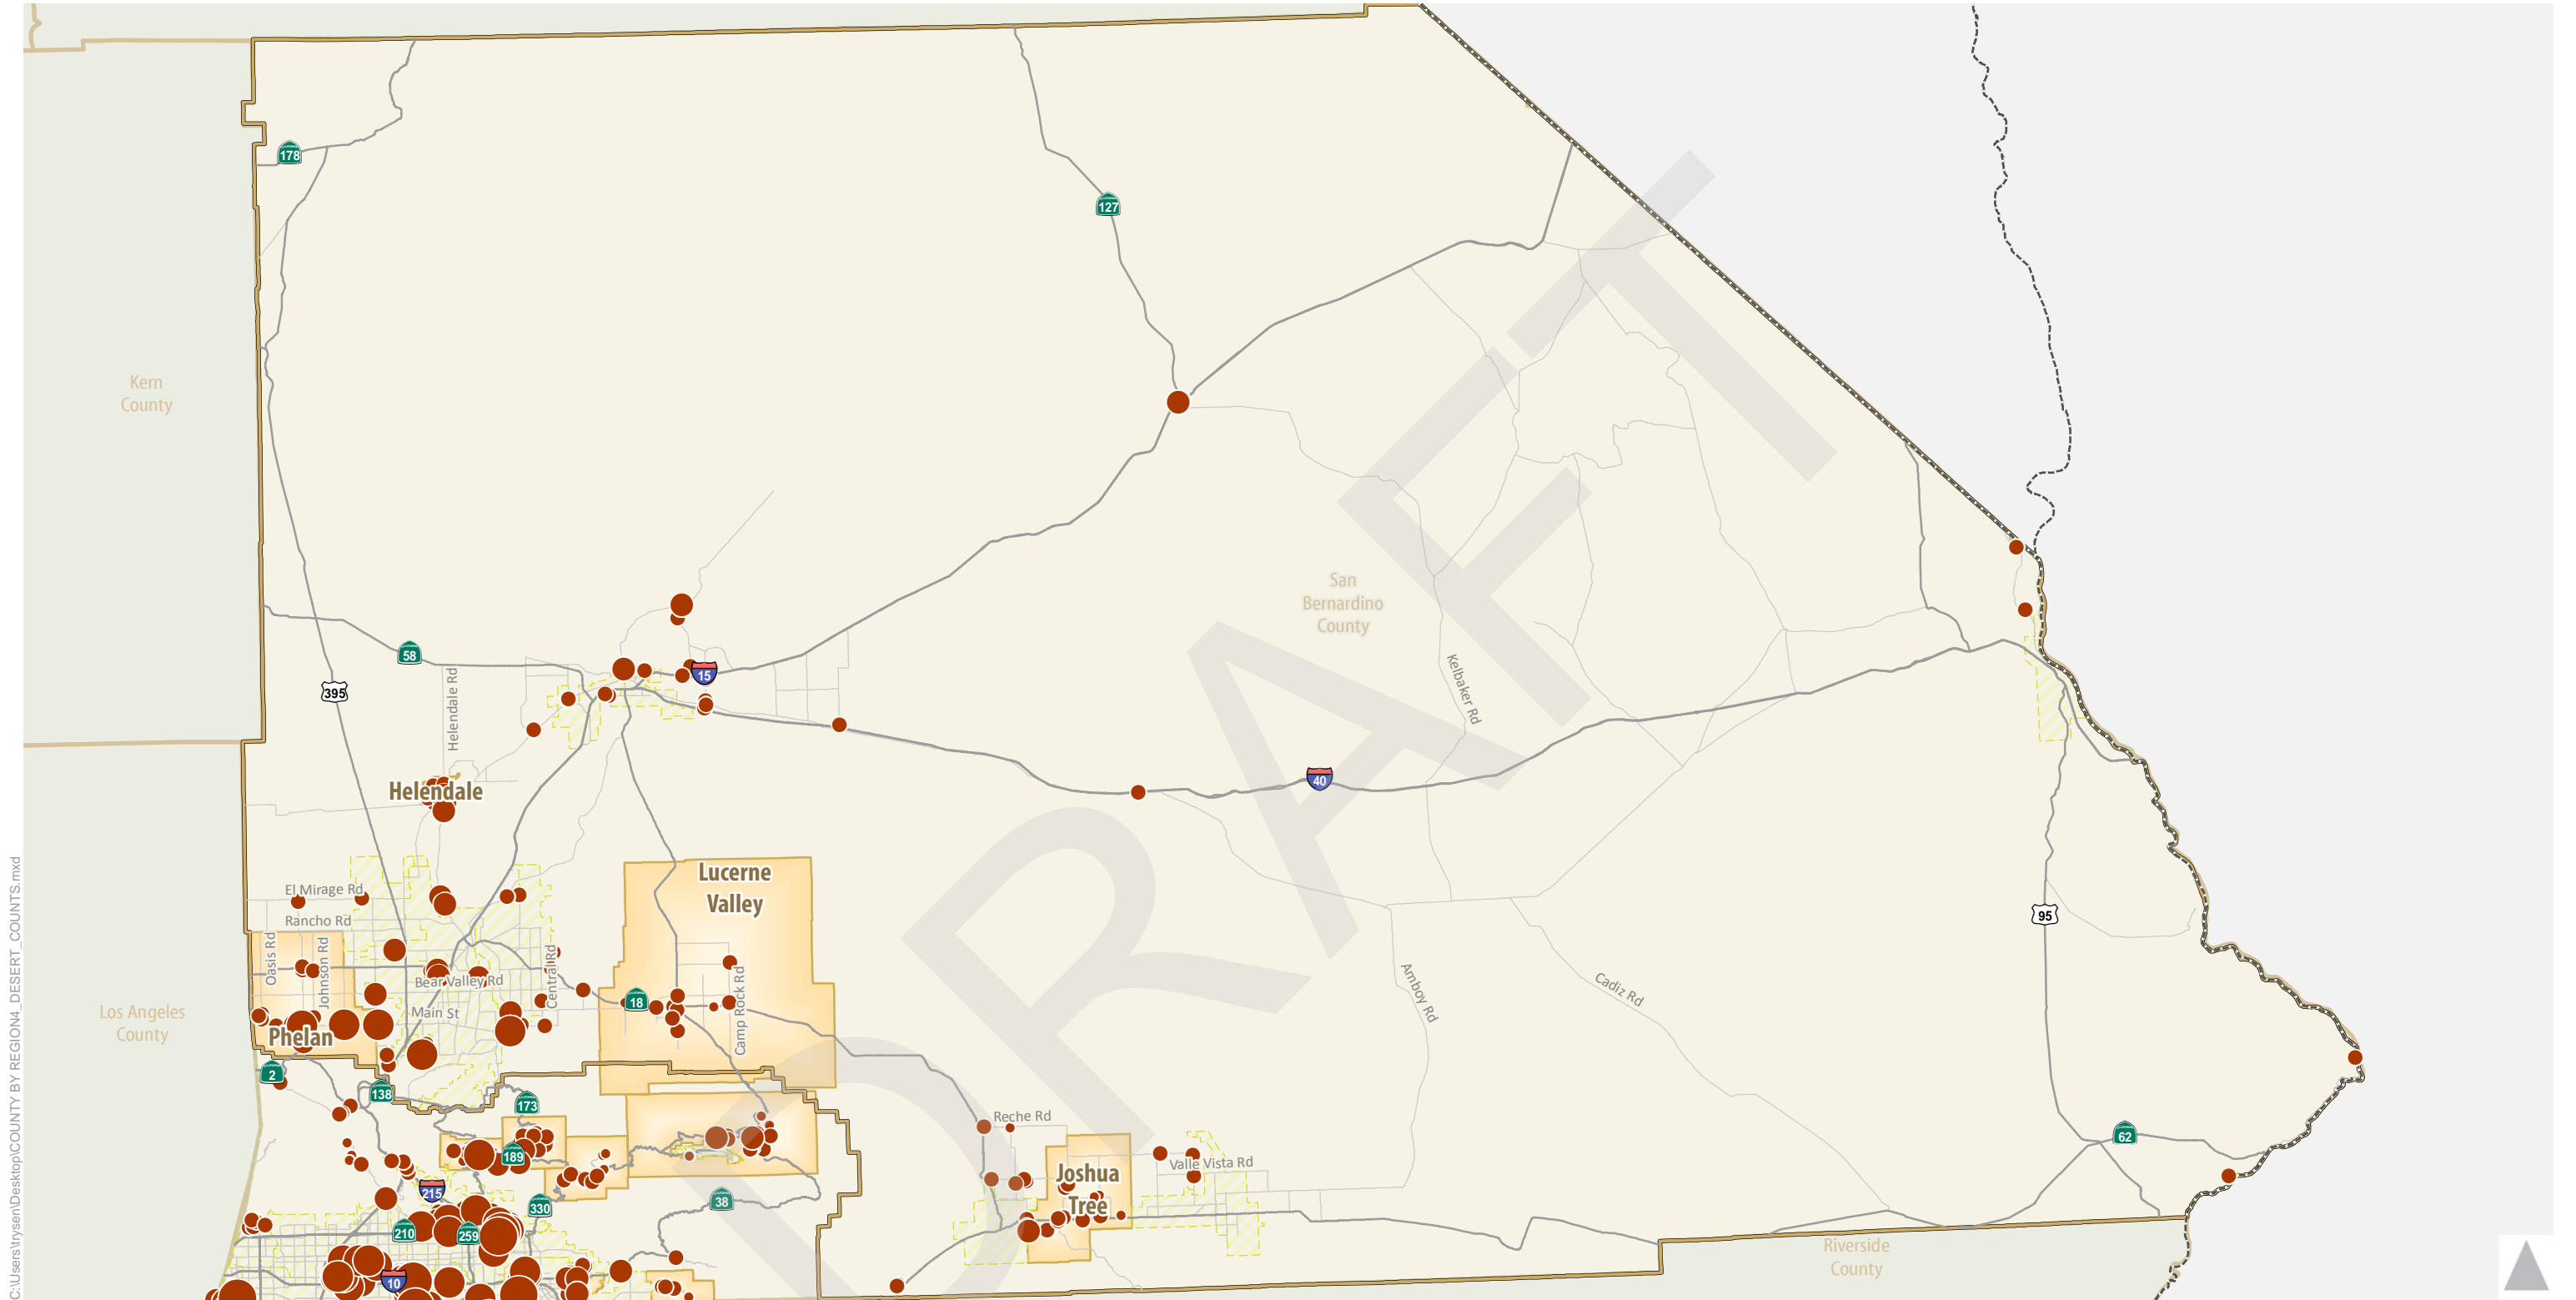 178
127
Kern
County
San
Bernardino
County
58
15
395
Helendale Rd
Kelbaker Rd
40
Helendale
Lucerne
Valley
El Mirage Rd
Rancho Rd
95
Oasis Rd
Johnson Rd
Central Rd
Camp Rock Rd
Bear Valley Rd
Amboy Rd
Cadiz Rd
18
Los Angeles
County
Main St
Phelan
2
138
173
Reche Rd
62
189
Valle Vista Rd
Joshua
Tree
215
38
330
210
259
Riverside
County
10
DRAFT
C:\Users\trysen\Desktop\COUNTY BY REGION4_DESERT_COUNTS.mxd